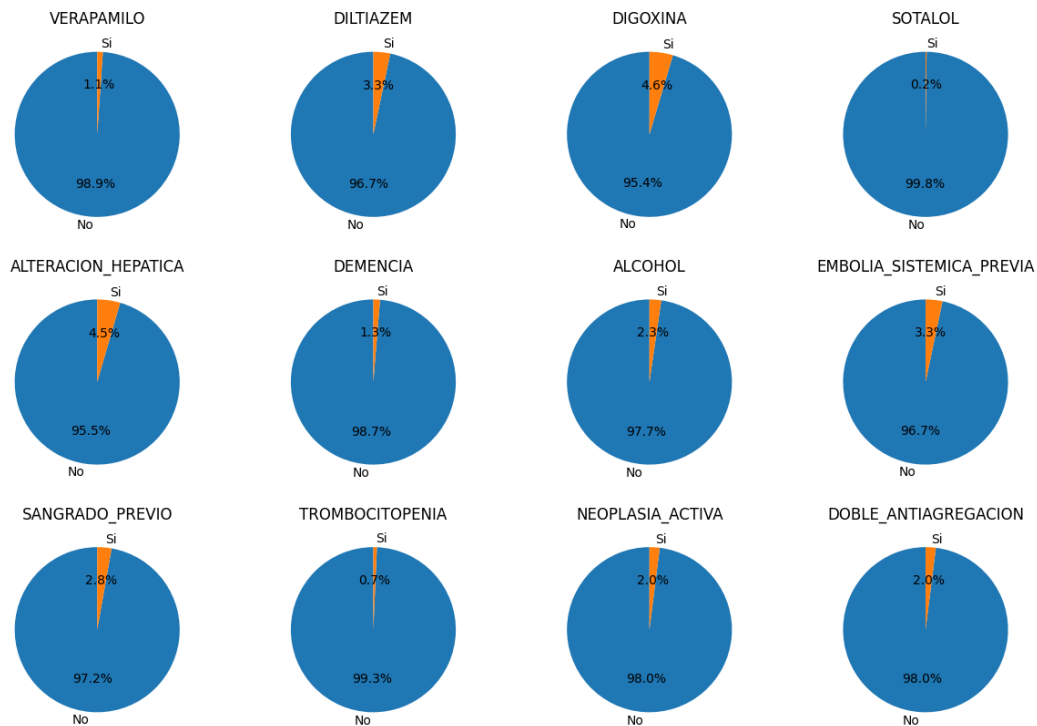 VERAPAMILO
Si
1.1%
98.9%
No
DILTIAZEM
Si
3.3%
96.7%
No
DIGOXINA
Si
4.6%
95.4%
No
SOTALOL
Si
0.2%
99.8%
No
ALTERACION_HEPATICA
Si
4.5%
95.5%
No
DEMENCIA
Si
1.3%
98.7%
No
ALCOHOL
Si
2.3%
97.7%
No
EMBOLIA_SISTEMICA_PREVIA
Si
3.3%
96.7%
No
SANGRADO_PREVIO
Si
2.8%
97.2%
No
TROMBOCITOPENIA
Si
0.7%
99.3%
No
NEOPLASIA_ACTIVA
Si
2.0%
98.0%
No
DOBLE_ANTIAGREGACION
Si
2.0%
98.0%
No